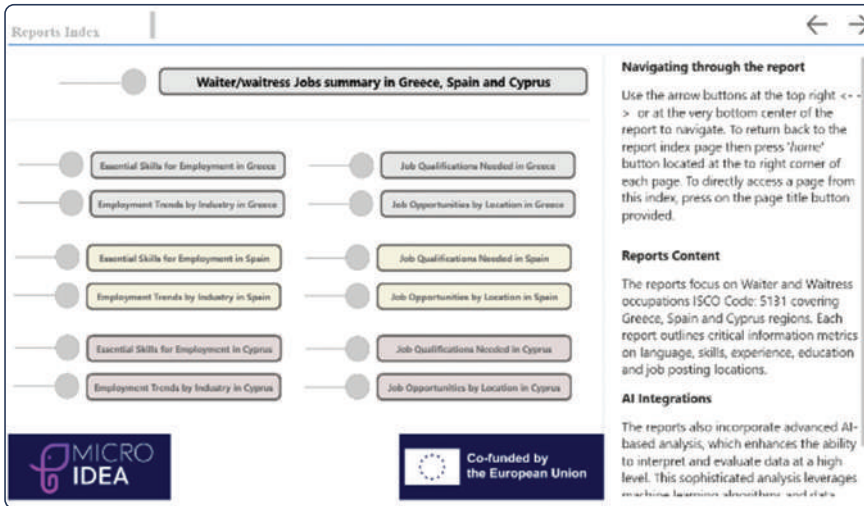 Reports Index
Waiter/waitress Jobs summary in Greece, Spain and Cyprus
Essential Skills for Employment in Greece
Job Qualifications Needed in Greece
Employment Trends by Industry in Greece
Job Opportunities by Location in Greece
Essential Skills for Employment in Spain
Job Qualifications Needed in Spain
Employment Trends by Industry in Spain
Job Opportunities by Location in Spain
Essential Skills for Employment in Cyprus
Job Qualifications Needed in Cyprus
Employment Trends by Industry in Cyprus
Job Opportunities by Location in Cyprus
MICRO
IDEA
Co-funded by
the European Union
Navigating through the report
Use the arrow buttons at the top right <- -
> or at the very bottom center of the
report to navigate. To return back to the
report index page then press 'home'
button located at the to right corner of
each page. To directly access a page from
this index, press on the page title button
provided.
Reports Content
The reports focus on Waiter and Waitress
occupations ISCO Code: 5131 covering
Greece, Spain and Cyprus regions. Each
report outlines critical information metrics
on language, skills, experience, education
and job posting locations.
AI Integrations
The reports also incorporate advanced AI-
based analysis, which enhances the ability
to interpret and evaluate data at a high
level. This sophisticated analysis leverages
machine learning algorithms and data